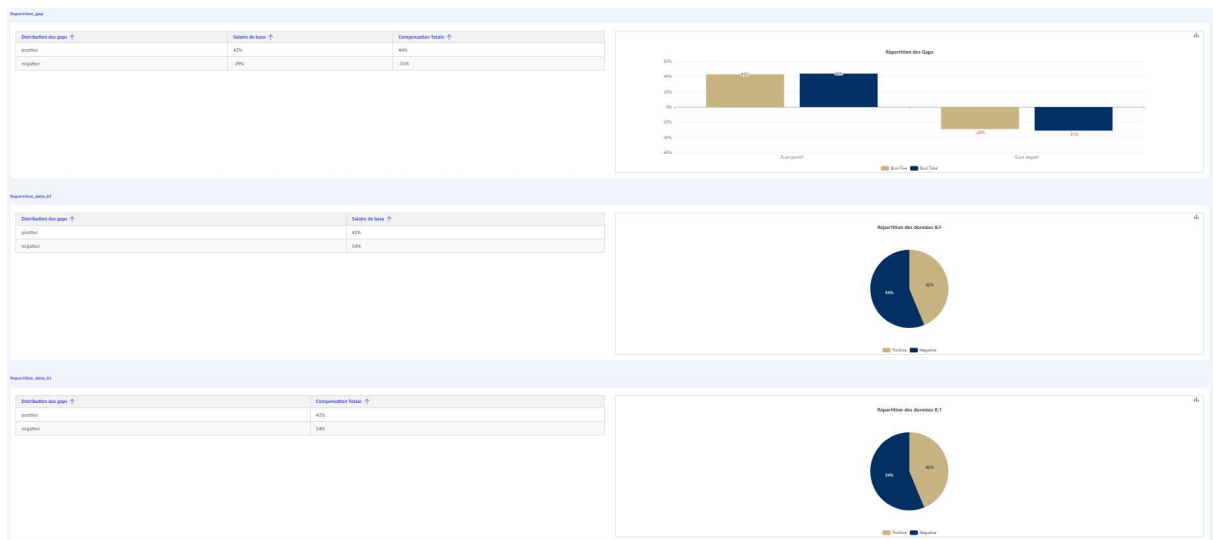 Repartition_gap
Distribution des gaps ↑ Salaire de base ↑ Compensation Totale ↑
positive 42% 44%
négative -29% -31%
Répartition des Gaps
60%
40%
20%
0%
-20%
-40%
-60%
-29% -31%
Ecart positif Ecart négatif
Brut Fixe Brut Total
Repartition_data_bf
Distribution des gaps ↑ Salaire de base ↑
positive 42%
negative 54%
Répartition des données B.F
54% 42%
Positive Negative
Repartition_data_bt
Distribution des gaps ↑ Compensation Totale ↑
positive 42%
negative 54%
Répartition des données B.T
54% 42%
Positive Negative